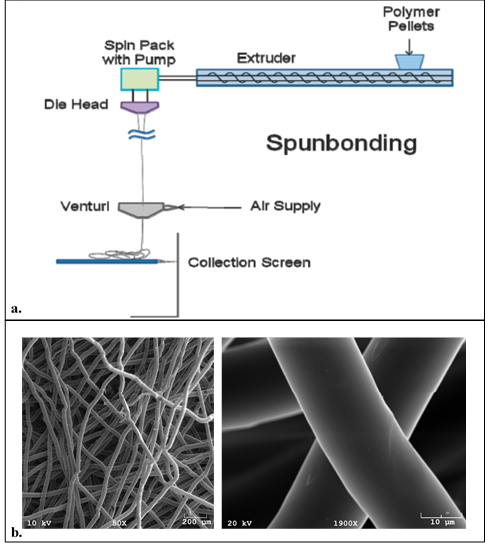 Polymer
Pellets
Spin Pack
with Pump
Extruder
Die Head
Spunbonding
Venturi
Air Supply
Collection Screen
a.
10 kV
50X
200 µm
20 kV
1900X
10 µm
b.